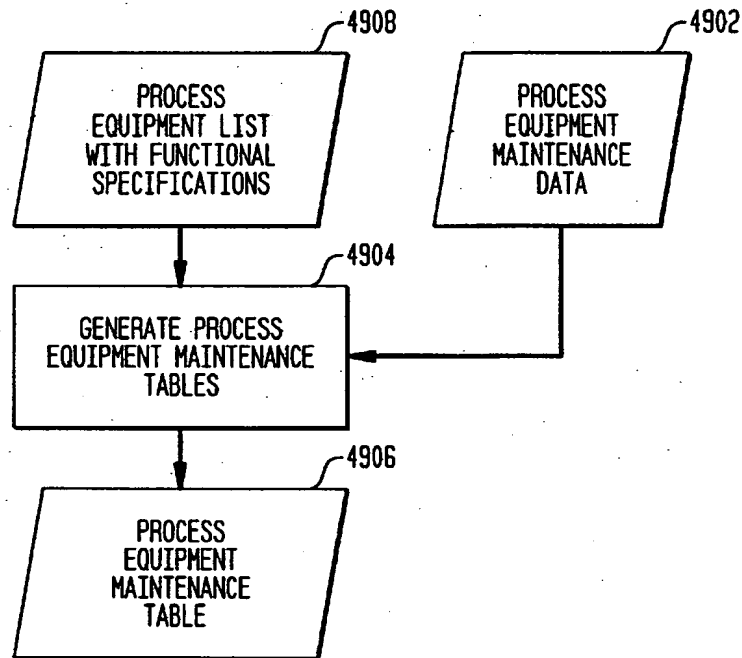 4908
PROCESS
EQUIPMENT LIST
WITH FUNCTIONAL
SPECIFICATIONS
4902
PROCESS
EQUIPMENT
MAINTENANCE
DATA
4904
GENERATE PROCESS
EQUIPMENT MAINTENANCE
TABLES
4906
PROCESS
EQUIPMENT
MAINTENANCE
TABLE